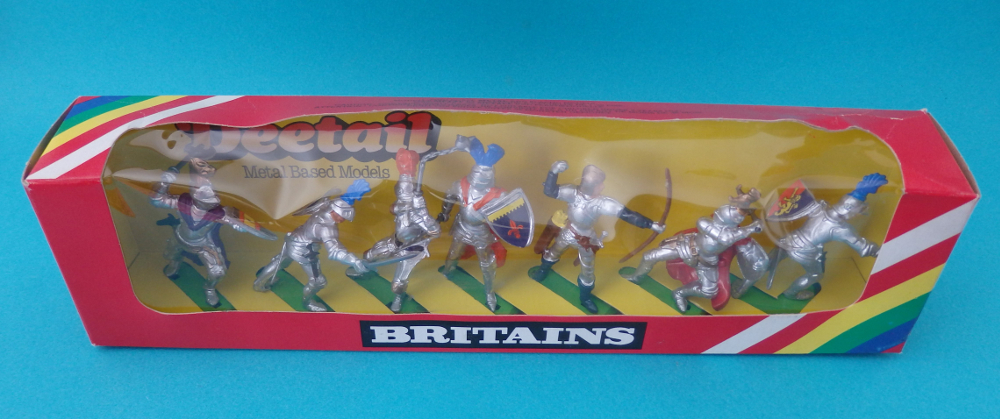 Deetail
Metal Based Models
BRITAINS